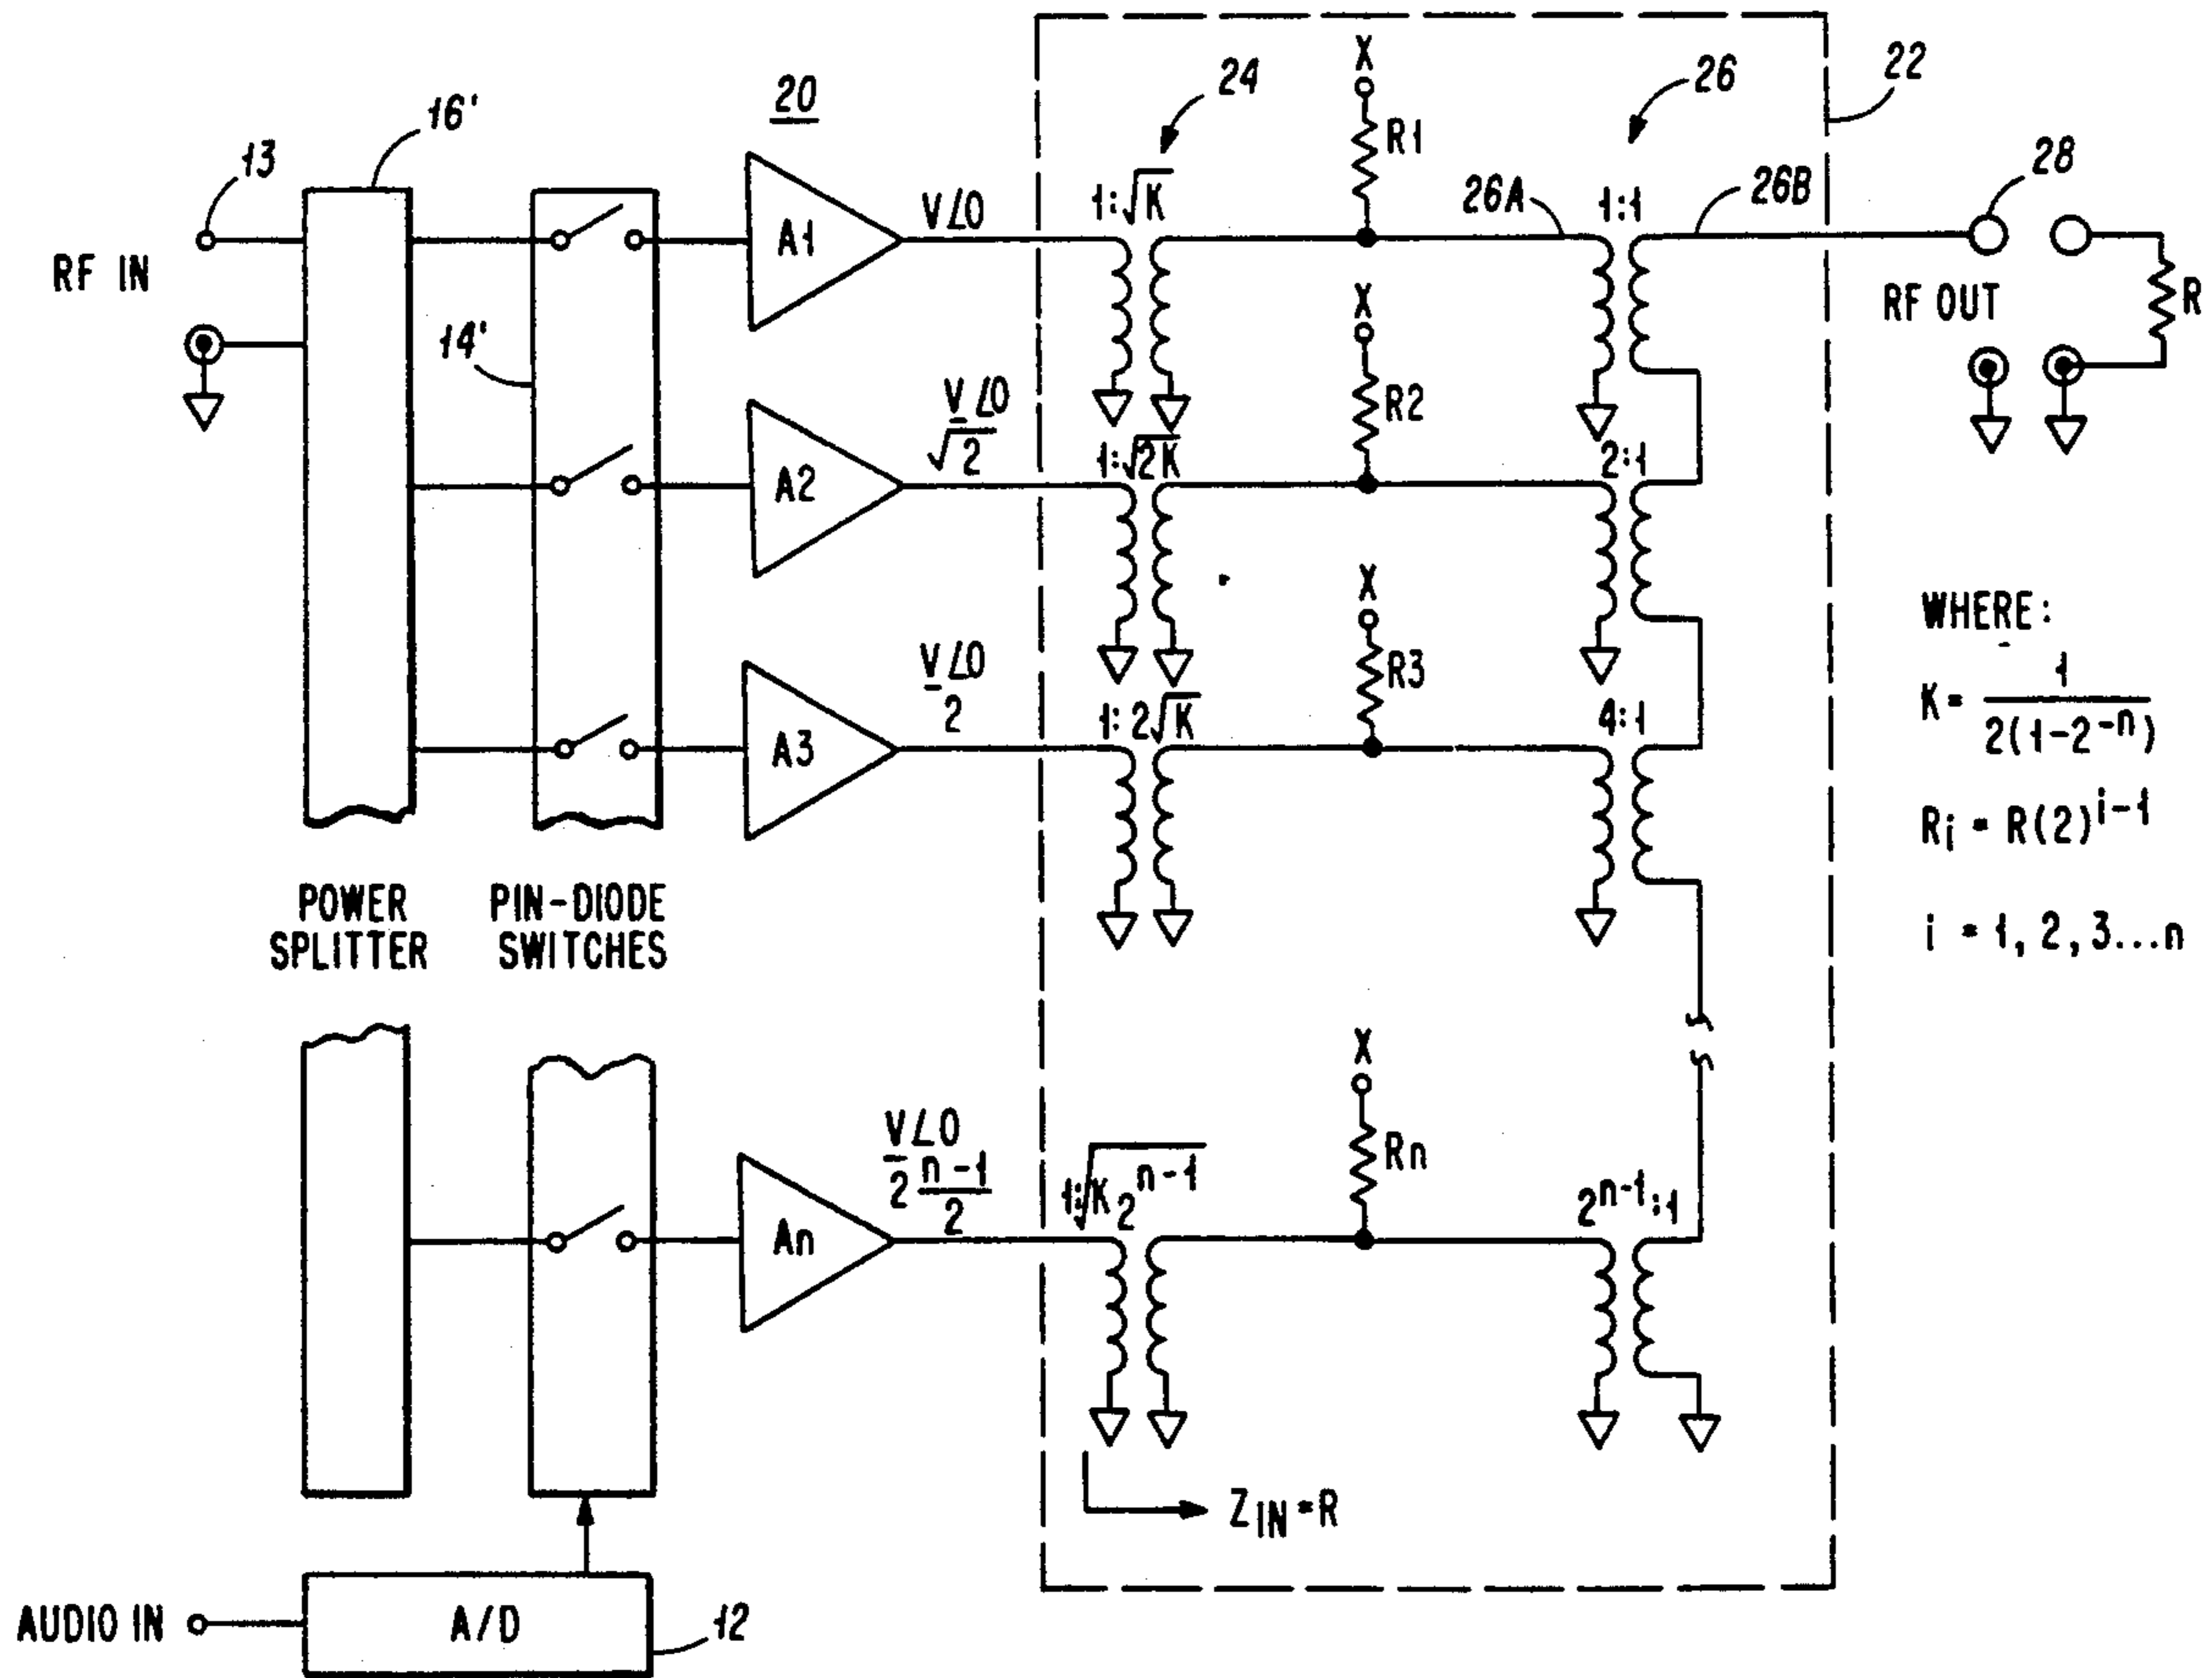 20
24
X
R1
26
22
16'
13
1:√K
26A
1:1
26B
28
A1
V∠0
RF IN
RF OUT
R
14'
X
R2
V∠0
√2
1:√2K
2:1
A2
X
R3
V∠0
2
1:2√K
4:1
A3
WHERE:
K = 1
2(1-2⁻ⁿ)
Ri = R(2)ⁱ⁻¹
i = 1, 2, 3...n
POWER
SPLITTER
PIN-DIODE
SWITCHES
X
Rn
V∠0
2 n-1
2
1:√K 2ⁿ⁻¹
2ⁿ⁻¹:1
An
Z_IN = R
AUDIO IN
A/D
12